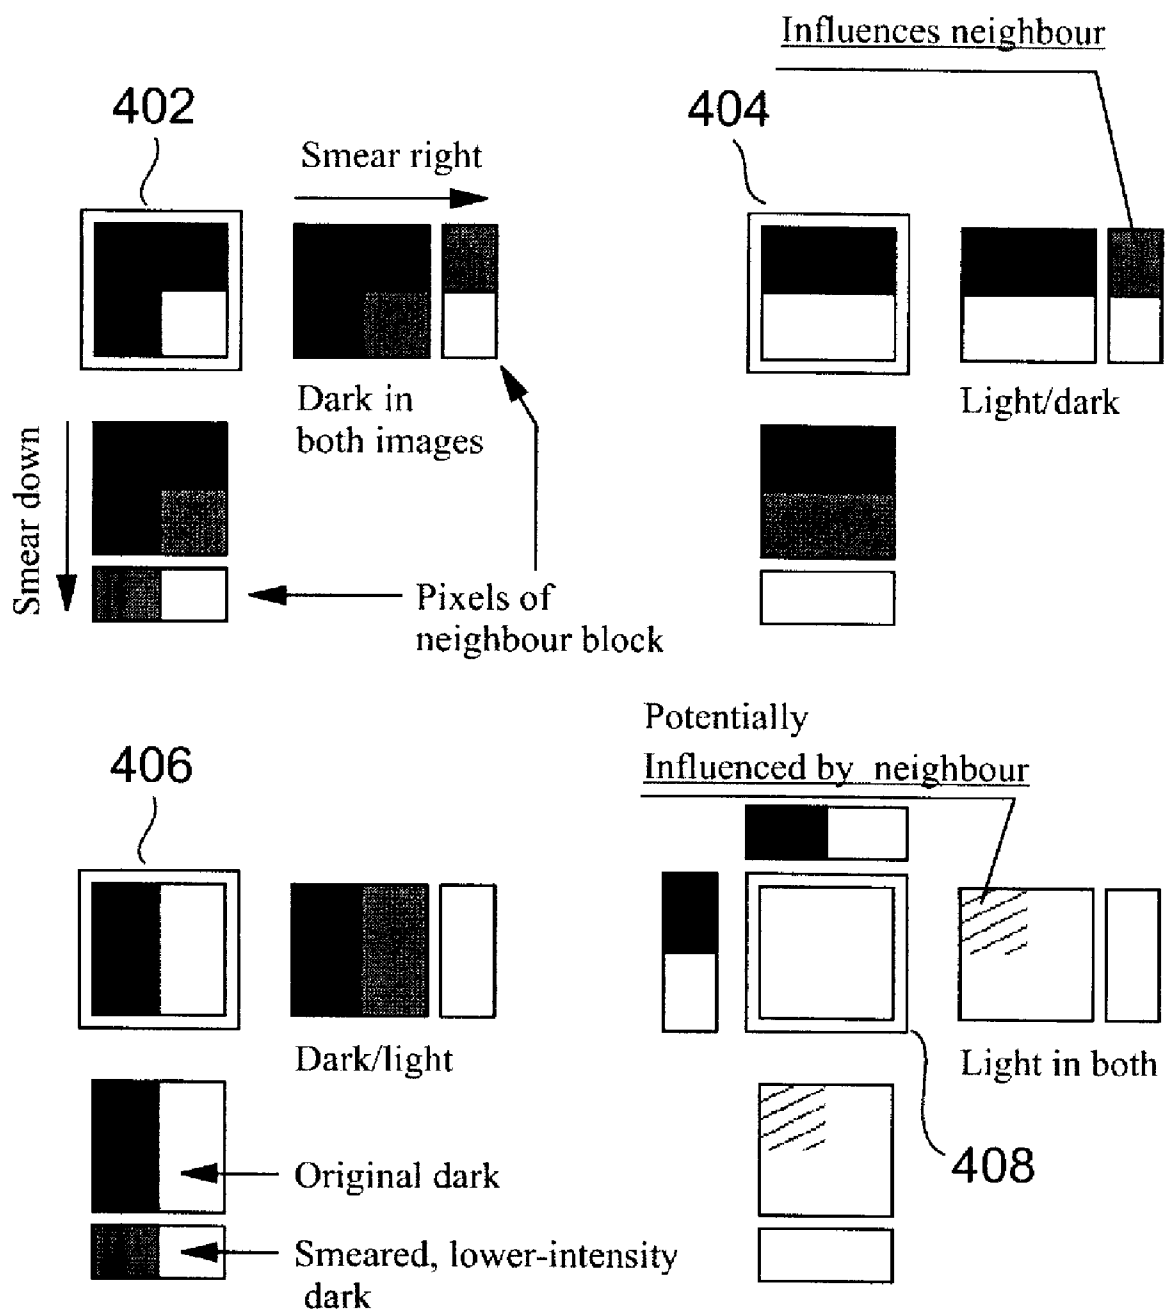 Influences neighbour
402
404
Smear right
Dark in
both images
Light/dark
Smear down
Pixels of
neighbour block
Potentially
Influenced by neighbour
406
Dark/light
Light in both
408
Original dark
Smeared, lower-intensity
dark